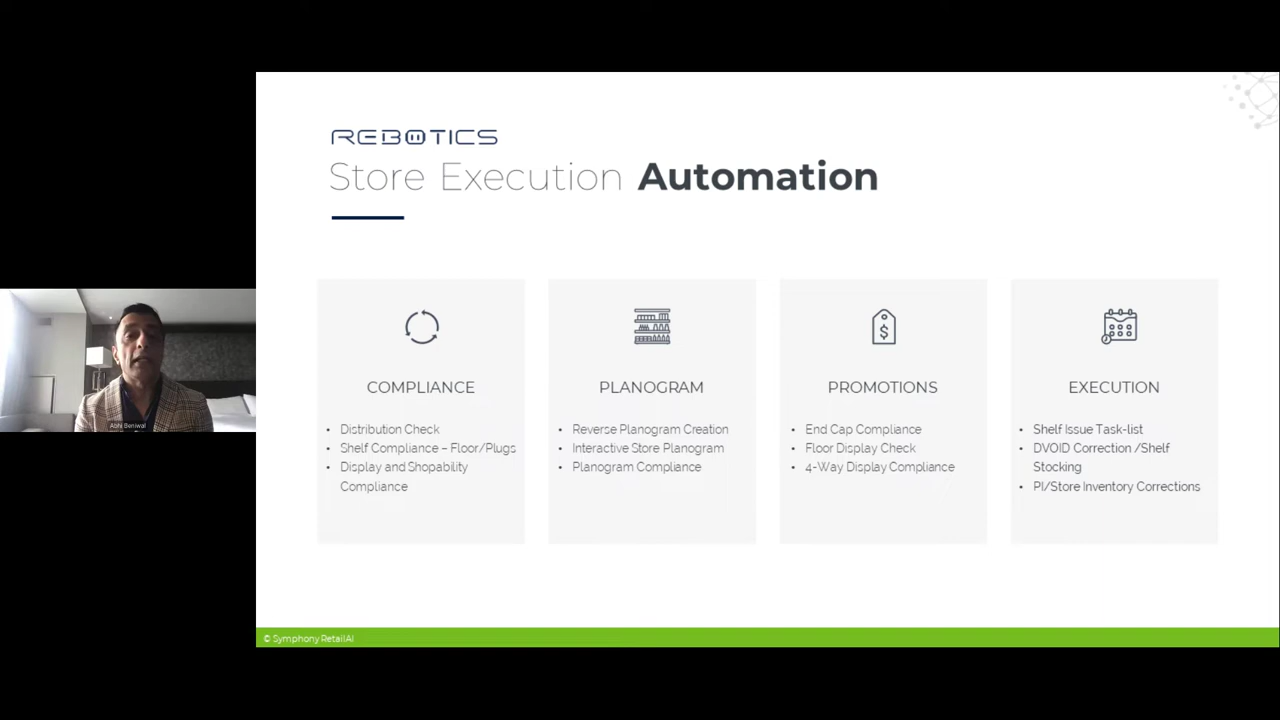 REBOTICS
Store Execution Automation
COMPLIANCE
• Distribution Check
• Shelf Compliance – Floor/Plugs
• Display and Shopability
Compliance
PLANOGRAM
• Reverse Planogram Creation
• Interactive Store Planogram
• Planogram Compliance
$
PROMOTIONS
• End Cap Compliance
• Floor Display Check
• 4-Way Display Compliance
EXECUTION
• Shelf Issue Task-list
• DVOID Correction /Shelf
Stocking
• PI/Store Inventory Corrections
Abhi Beniwal
© Symphony RetailAI